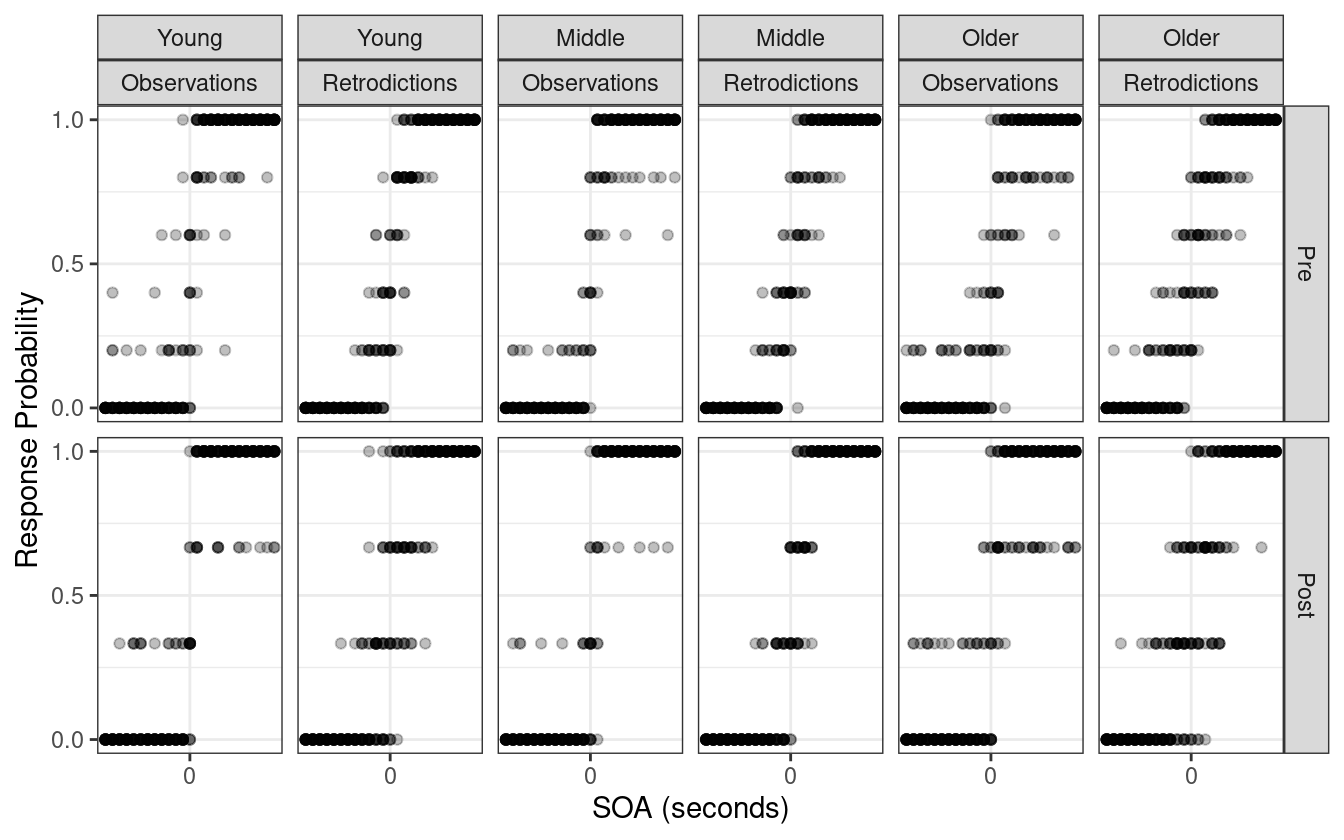 Young Young Middle Middle Older Older
Observations Retrodictions Observations Retrodictions Observations Retrodictions
1.0
0.5
0.0
Pre
1.0
0.5
0.0
Post
Response Probability
0 0 0 0 0 0
SOA (seconds)